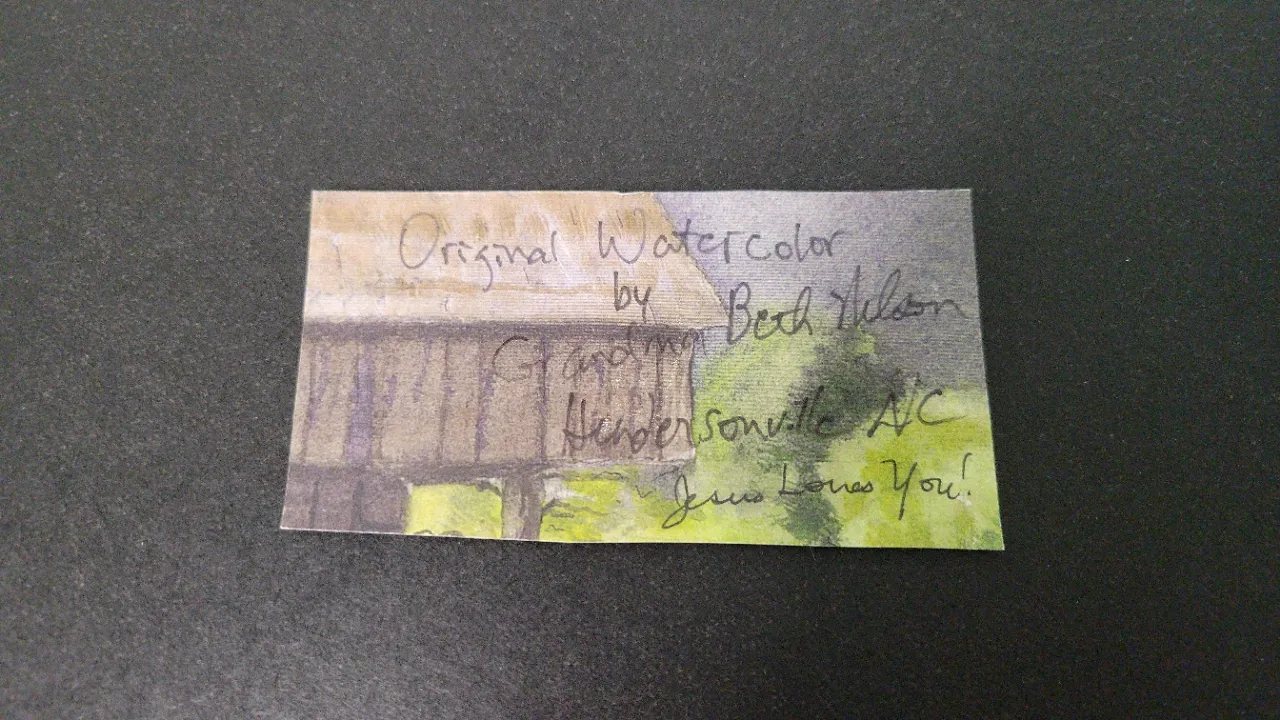 Original Watercolor
by
Grandma Beth Nelson
Hendersonville NC
Jesus Loves You!